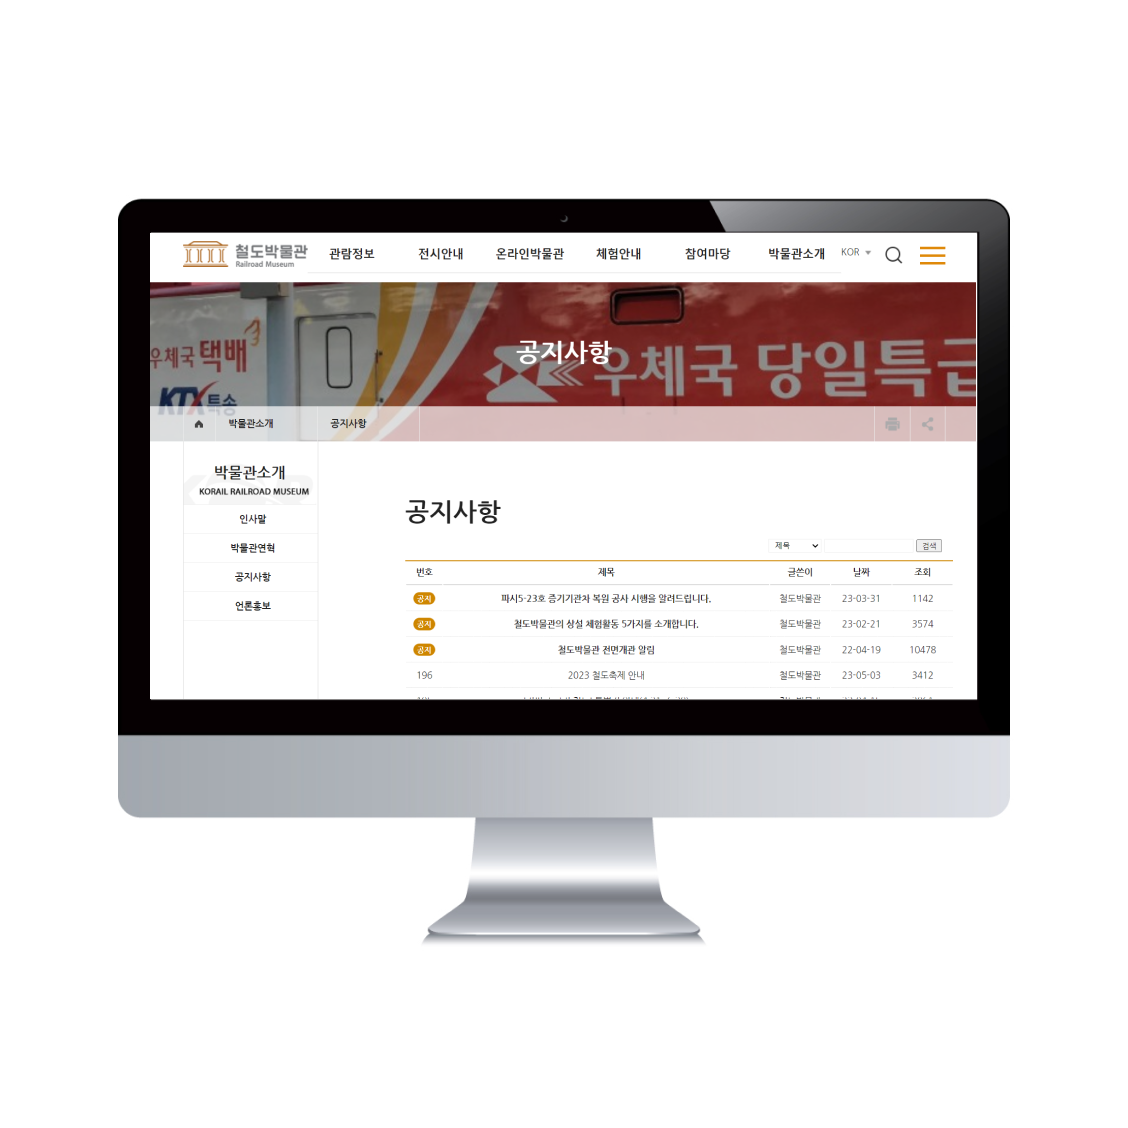 철도박물관
Railroad Museum
관람정보 전시안내 온라인박물관 체험안내 참여마당 박물관소개 KOR
우체국 택배
KTX 특송
공지사항
우체국 당일특급
박물관소개 공지사항
박물관소개
KORAIL RAILROAD MUSEUM
인사말
박물관연혁
공지사항
언론홍보
공지사항
제목 검색
번호 제목 글쓴이 날짜 조회
공지 파시5-23호 증기기관차 복원 공사 시행을 알려드립니다. 철도박물관 23-03-31 1142
공지 철도박물관의 상설 체험활동 5가지를 소개합니다. 철도박물관 23-02-21 3574
공지 철도박물관 전면개관 알림 철도박물관 22-04-19 10478
196 2023 철도축제 안내 철도박물관 23-05-03 3412